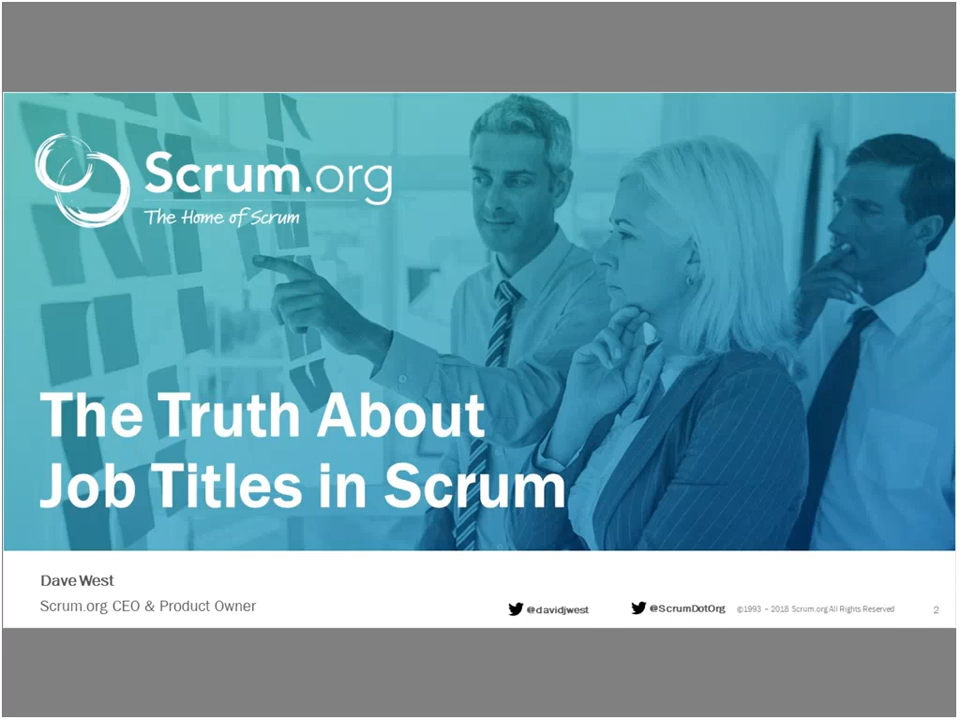 Scrum.org
The Home of Scrum
The Truth About
Job Titles in Scrum
Dave West
Scrum.org CEO & Product Owner
@davidjwest
@ScrumDotOrg
©1993 – 2018 Scrum.org All Rights Reserved
2